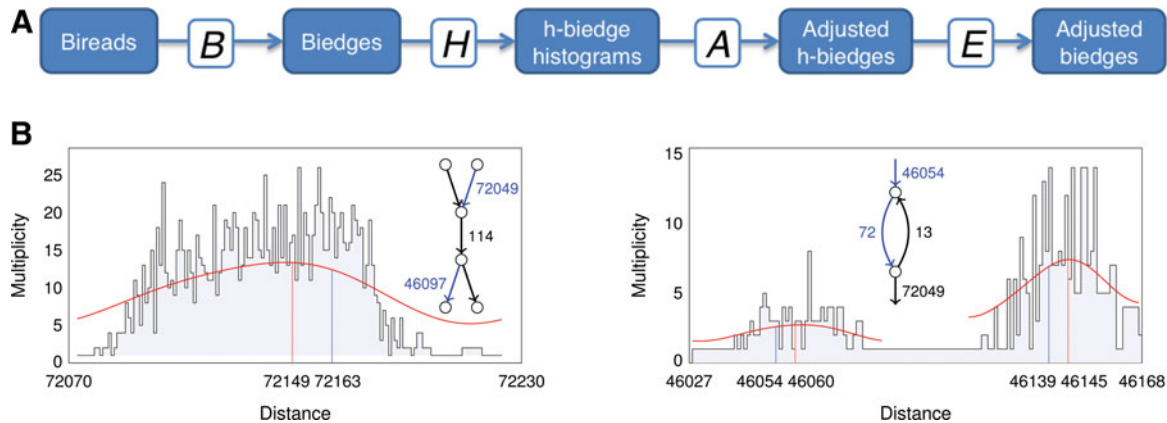 A
Bireads
B
Biedges
H
h-biedge
histograms
A
Adjusted
h-biedges
E
Adjusted
biedges
B
Multiplicity
25
20
15
10
5
0
72049
114
46097
72070
72149
72163
72230
Distance
Multiplicity
15
10
5
0
46054
72
13
72049
46027
46054
46060
46139
46145
46168
Distance